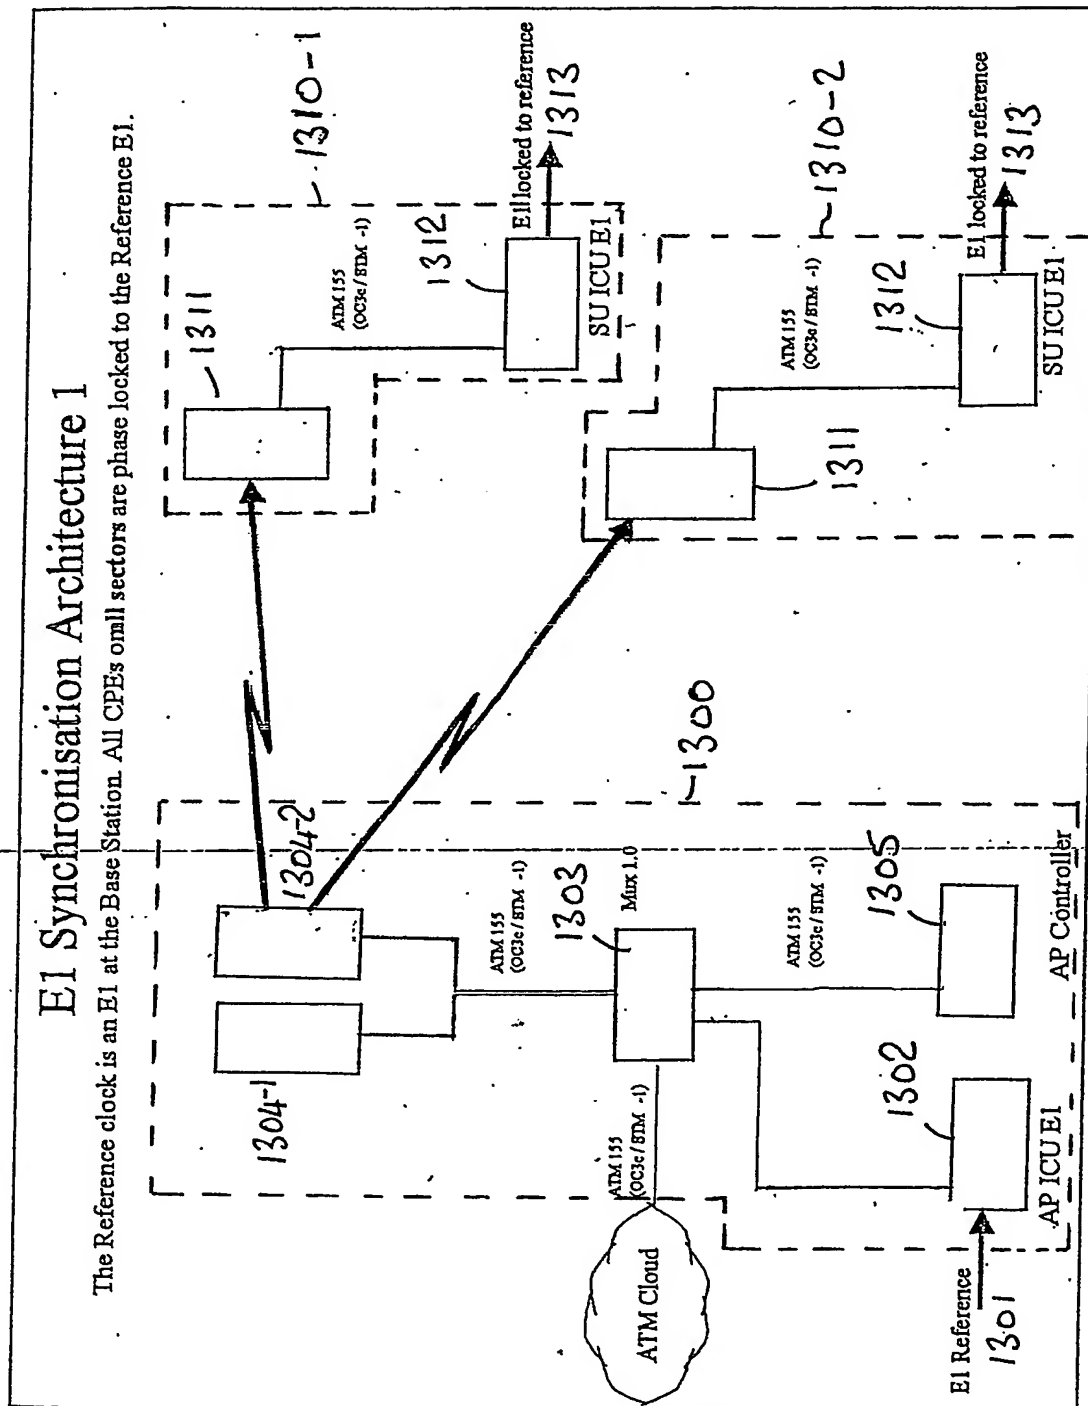 E1 Synchronisation Architecture 1
The Reference clock is an E1 at the Base Station. All CPEs omll sectors are phase locked to the Reference E1.
1304-1
1304-2
1311
1310-1
ATM 155
(OC3c / STM -1)
1312
E1 locked to reference
1313
SU ICU E1
ATM 155
(OC3c / STM -1)
1303
Mux 1.0
1300
1311
ATM 155
(OC3c / STM -1)
1312
1310-2
E1 locked to reference
1313
SU ICU E1
ATM Cloud
ATM 155
(OC3c / STM -1)
ATM 155
(OC3c / STM -1)
1305
AP Controller
1302
AP ICU E1
E1 Reference
1301